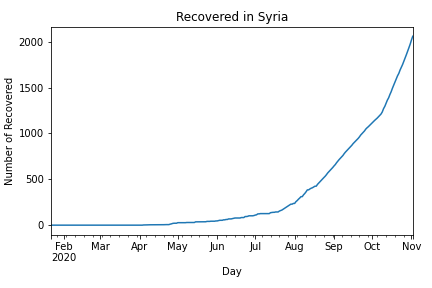 Recovered in Syria
Number of Recovered
2000
1500
1000
500
0
Feb Mar Apr May Jun Jul Aug Sep Oct Nov
2020
Day